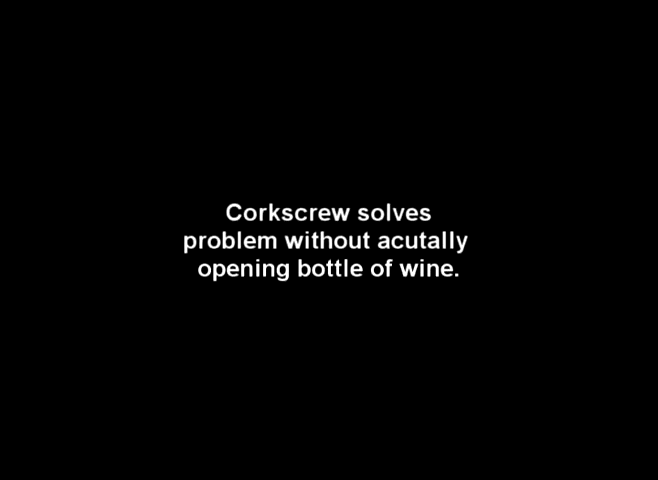 Corkscrew solves
problem without acutally
opening bottle of wine.